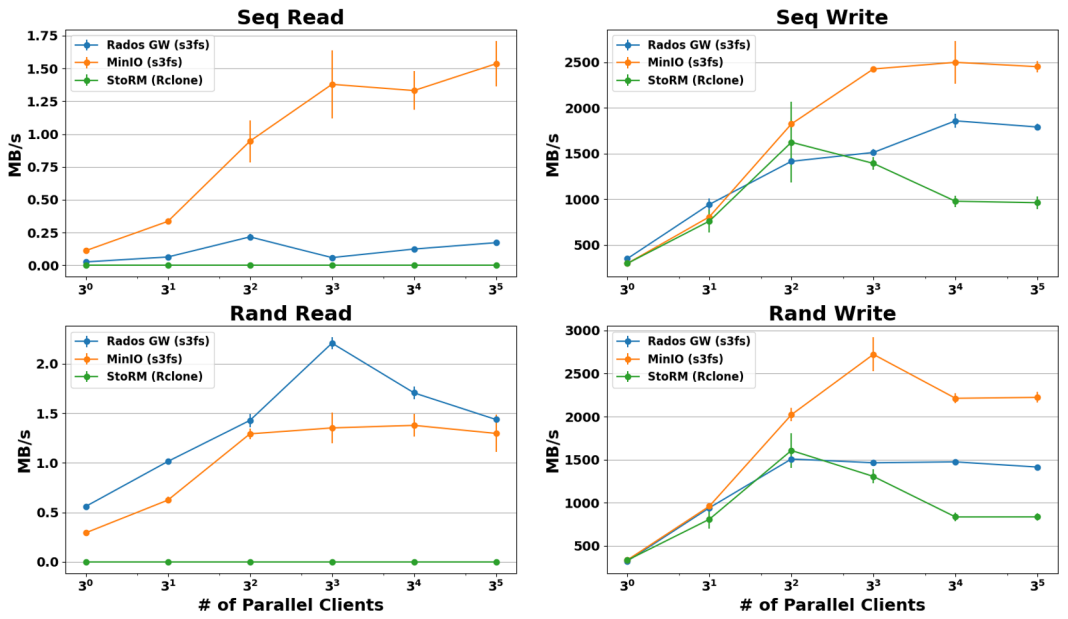 Seq Read
MB/s
1.75
1.50
1.25
1.00
0.75
0.50
0.25
0.00
Rados GW (s3fs)
MinIO (s3fs)
StoRM (Rclone)
3⁰ 3¹ 3² 3³ 3⁴ 3⁵
Seq Write
MB/s
2500
2000
1500
1000
500
Rados GW (s3fs)
MinIO (s3fs)
StoRM (Rclone)
3⁰ 3¹ 3² 3³ 3⁴ 3⁵
Rand Read
MB/s
2.0
1.5
1.0
0.5
0.0
Rados GW (s3fs)
MinIO (s3fs)
StoRM (Rclone)
3⁰ 3¹ 3² 3³ 3⁴ 3⁵
# of Parallel Clients
Rand Write
MB/s
3000
2500
2000
1500
1000
500
Rados GW (s3fs)
MinIO (s3fs)
StoRM (Rclone)
3⁰ 3¹ 3² 3³ 3⁴ 3⁵
# of Parallel Clients